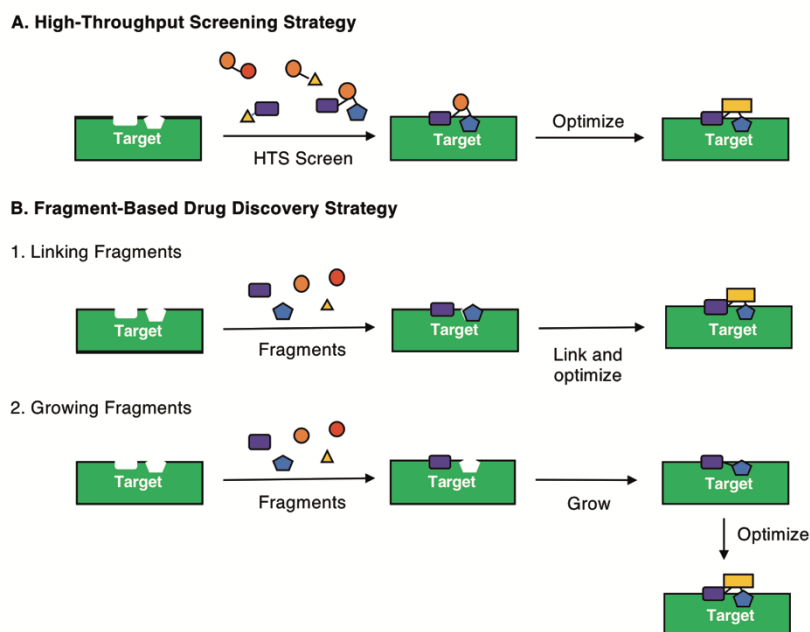 A. High-Throughput Screening Strategy
Target
HTS Screen
Target
Optimize
Target
B. Fragment-Based Drug Discovery Strategy
1. Linking Fragments
Target
Fragments
Target
Link and
optimize
Target
2. Growing Fragments
Target
Fragments
Target
Grow
Target
Optimize
Target